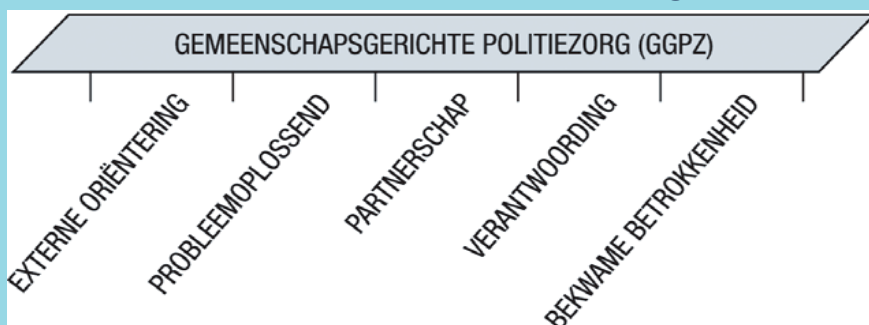 GEMEENSCHAPSGERICHTE POLITIEZORG (GGPZ)
EXTERNE ORIËNTERING
PROBLEEMOPLOSSEND
PARTNERSCHAP
VERANTWOORDING
BEKWAME BETROKKENHEID